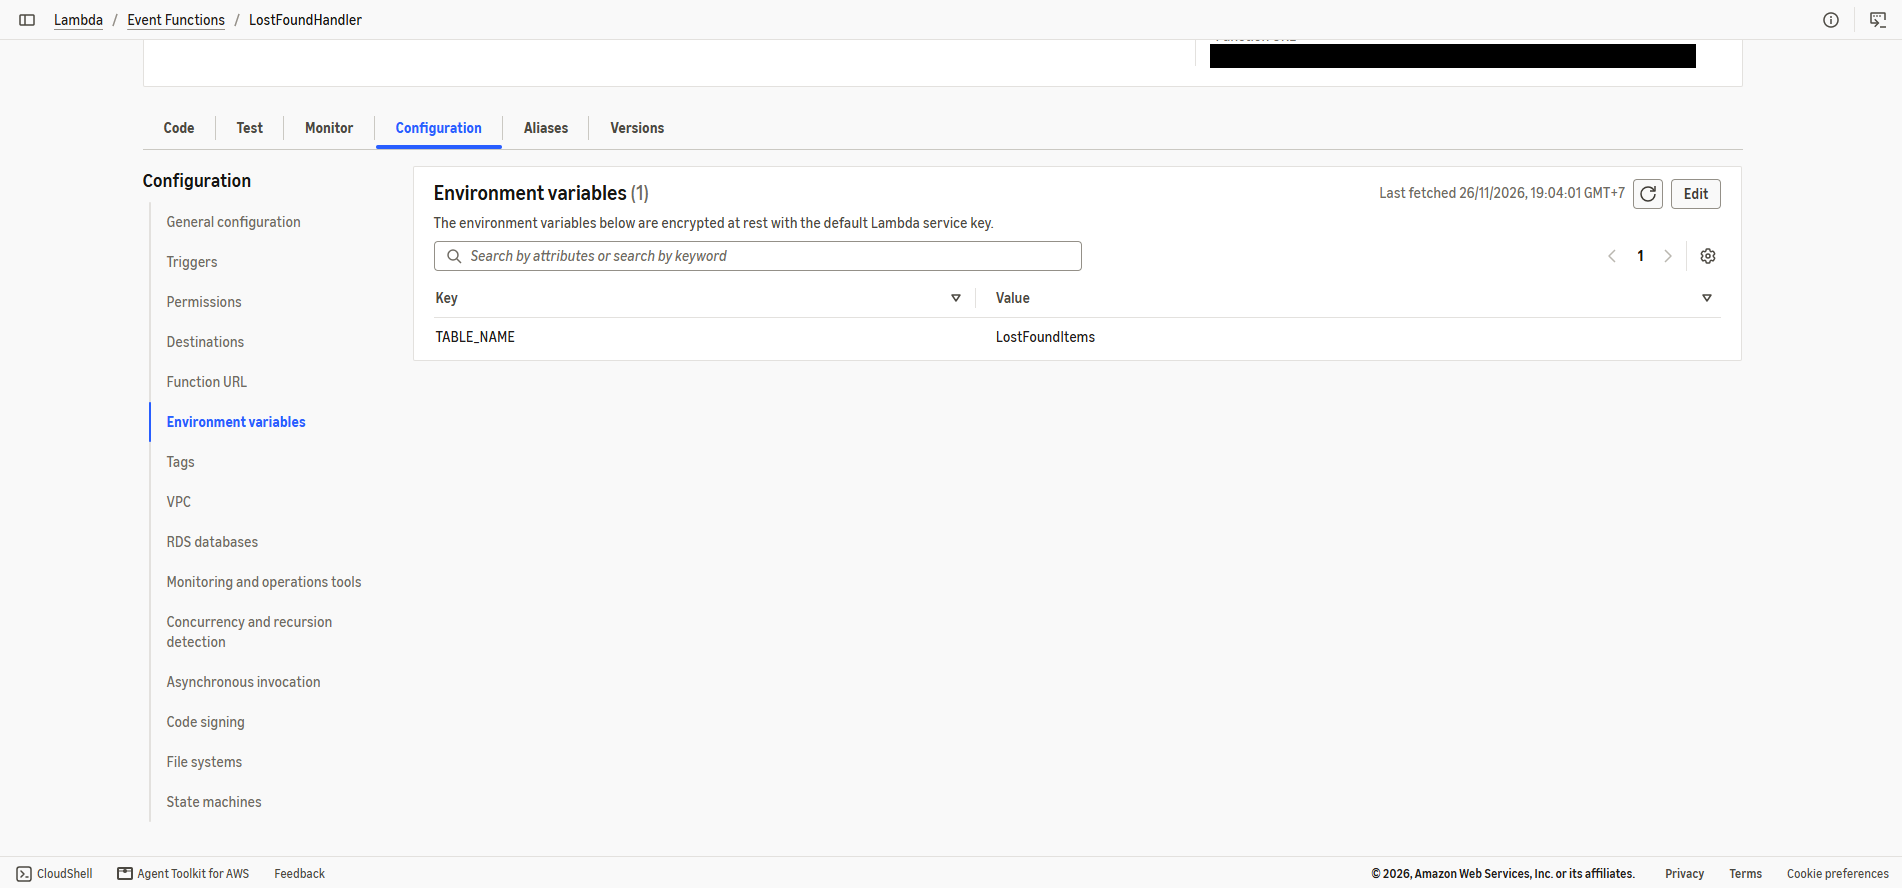 Lambda / Event Functions / LostFoundHandler
Code Test Monitor Configuration Aliases Versions
Configuration
General configuration
Triggers
Permissions
Destinations
Function URL
Environment variables
Tags
VPC
RDS databases
Monitoring and operations tools
Concurrency and recursion
detection
Asynchronous invocation
Code signing
File systems
State machines
Environment variables (1)
Last fetched 26/11/2026, 19:04:01 GMT+7
Edit
The environment variables below are encrypted at rest with the default Lambda service key.
Search by attributes or search by keyword
1
Key Value
TABLE_NAME LostFoundItems
CloudShell Agent Toolkit for AWS Feedback © 2026, Amazon Web Services, Inc. or its affiliates. Privacy Terms Cookie preferences